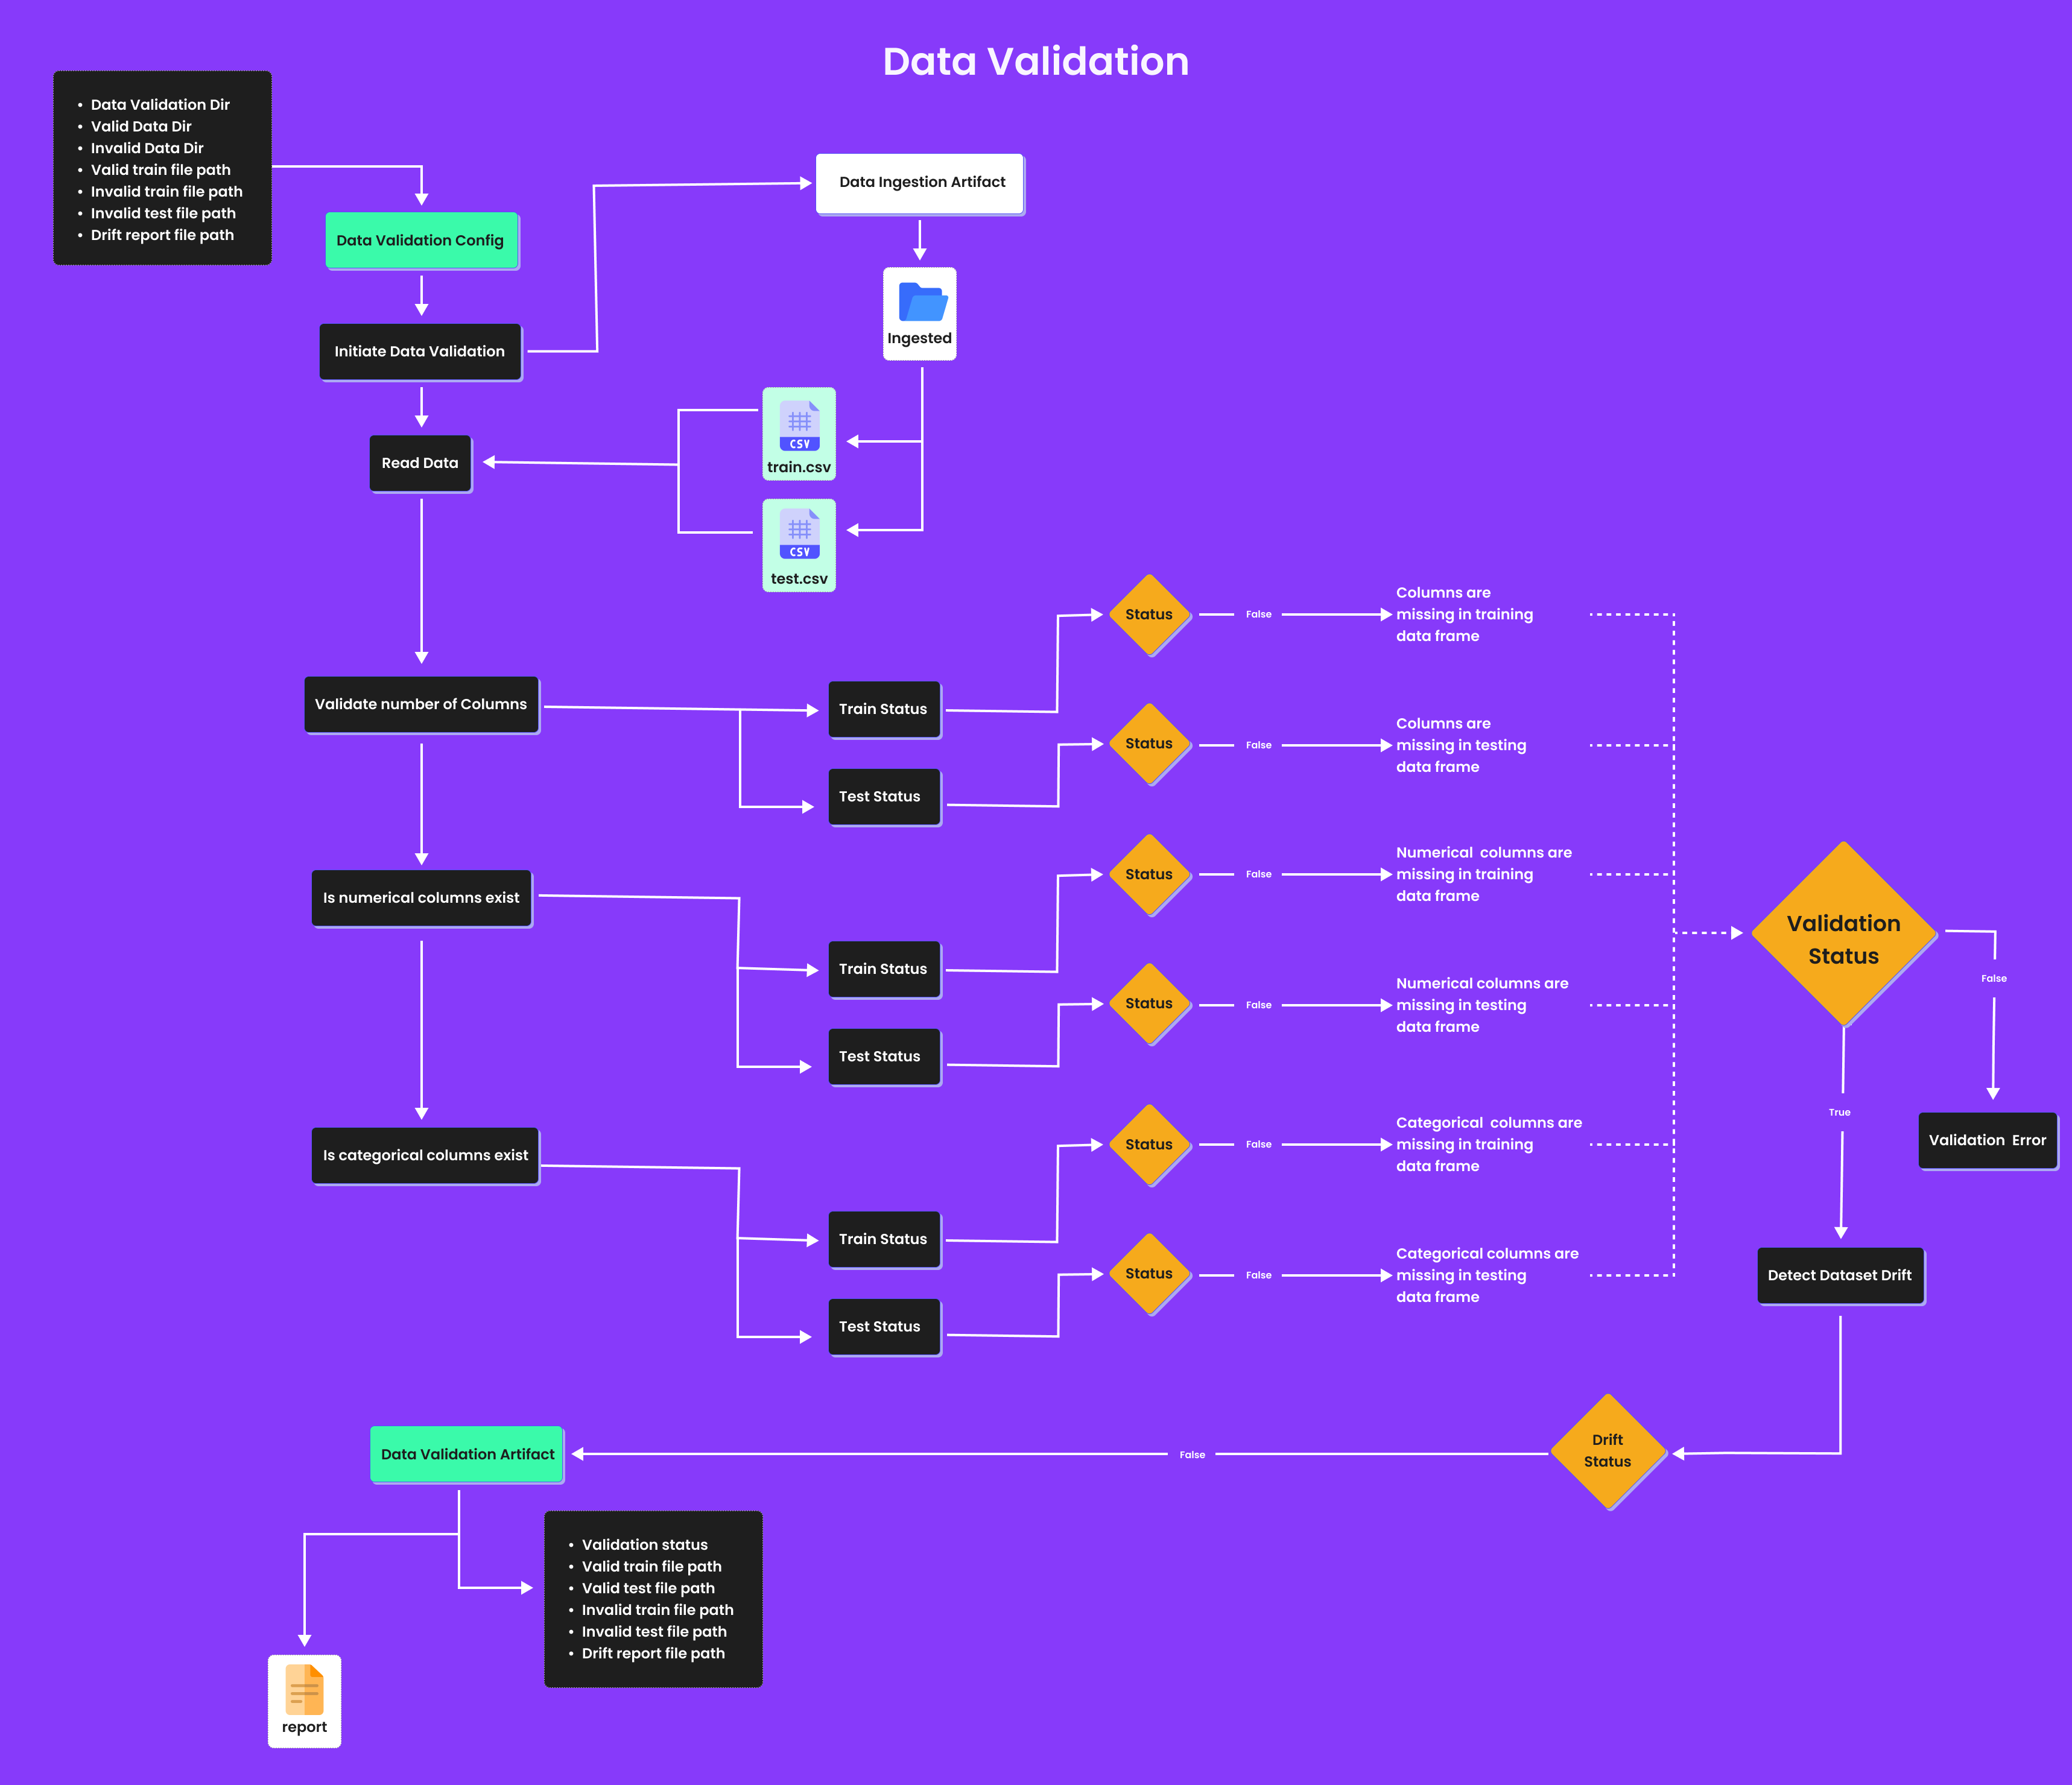 Data Validation
• Data Validation Dir
• Valid Data Dir
• Invalid Data Dir
• Valid train file path
• Invalid train file path
• Invalid test file path
• Drift report file path
Data Validation Config
Data Ingestion Artifact
Ingested
Initiate Data Validation
Read Data
CSV
train.csv
CSV
test.csv
Validate number of Columns
Train Status
Test Status
Status
False
Columns are
missing in training
data frame
Status
False
Columns are
missing in testing
data frame
Is numerical columns exist
Train Status
Test Status
Status
False
Numerical  columns are
missing in training
data frame
Status
False
Numerical columns are
missing in testing
data frame
Is categorical columns exist
Train Status
Test Status
Status
False
Categorical  columns are
missing in training
data frame
Status
False
Categorical columns are
missing in testing
data frame
Validation
Status
False
Validation  Error
True
Detect Dataset Drift
Drift
Status
False
Data Validation Artifact
• Validation status
• Valid train file path
• Valid test file path
• Invalid train file path
• Invalid test file path
• Drift report file path
report